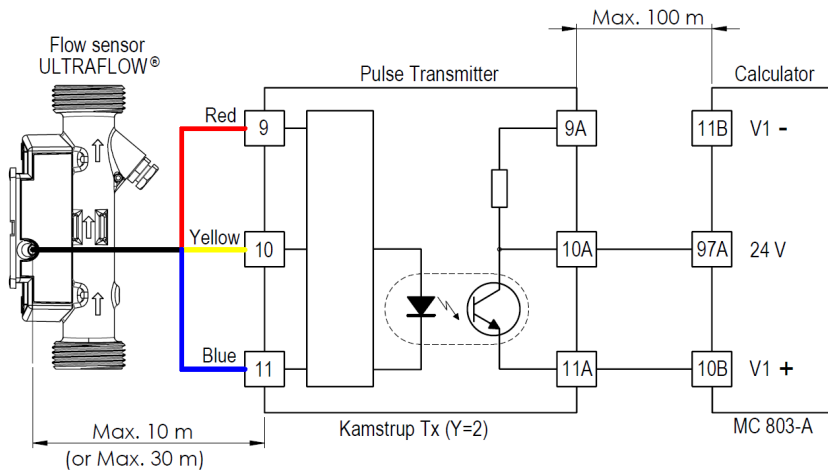 Max. 100 m
Flow sensor
ULTRAFLOW®
Pulse Transmitter
Calculator
Red
9
9A
11B
V1 -
Yellow
10
10A
97A
24 V
Blue
11
11A
10B
V1 +
Max. 10 m
(or Max. 30 m)
Kamstrup Tx (Y=2)
MC 803-A